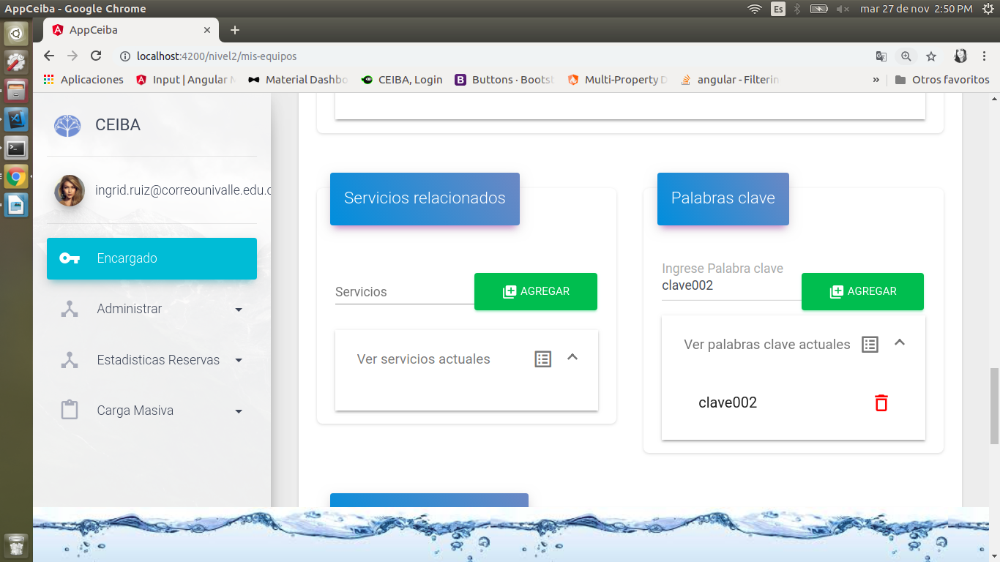 AppCeiba - Google Chrome
Es
mar 27 de nov 2:50 PM
AppCeiba
localhost:4200/nivel2/mis-equipos
Aplicaciones
Input | Angular M
Material Dashbo
CEIBA, Login
B
Buttons · Bootst
Multi-Property D
angular - Filterin
»
Otros favoritos
CEIBA
ingrid.ruiz@correounivalle.edu.c
Encargado
Administrar
Estadisticas Reservas
Carga Masiva
Servicios relacionados
Servicios
AGREGAR
Ver servicios actuales
Palabras clave
Ingrese Palabra clave
clave002
AGREGAR
Ver palabras clave actuales
clave002